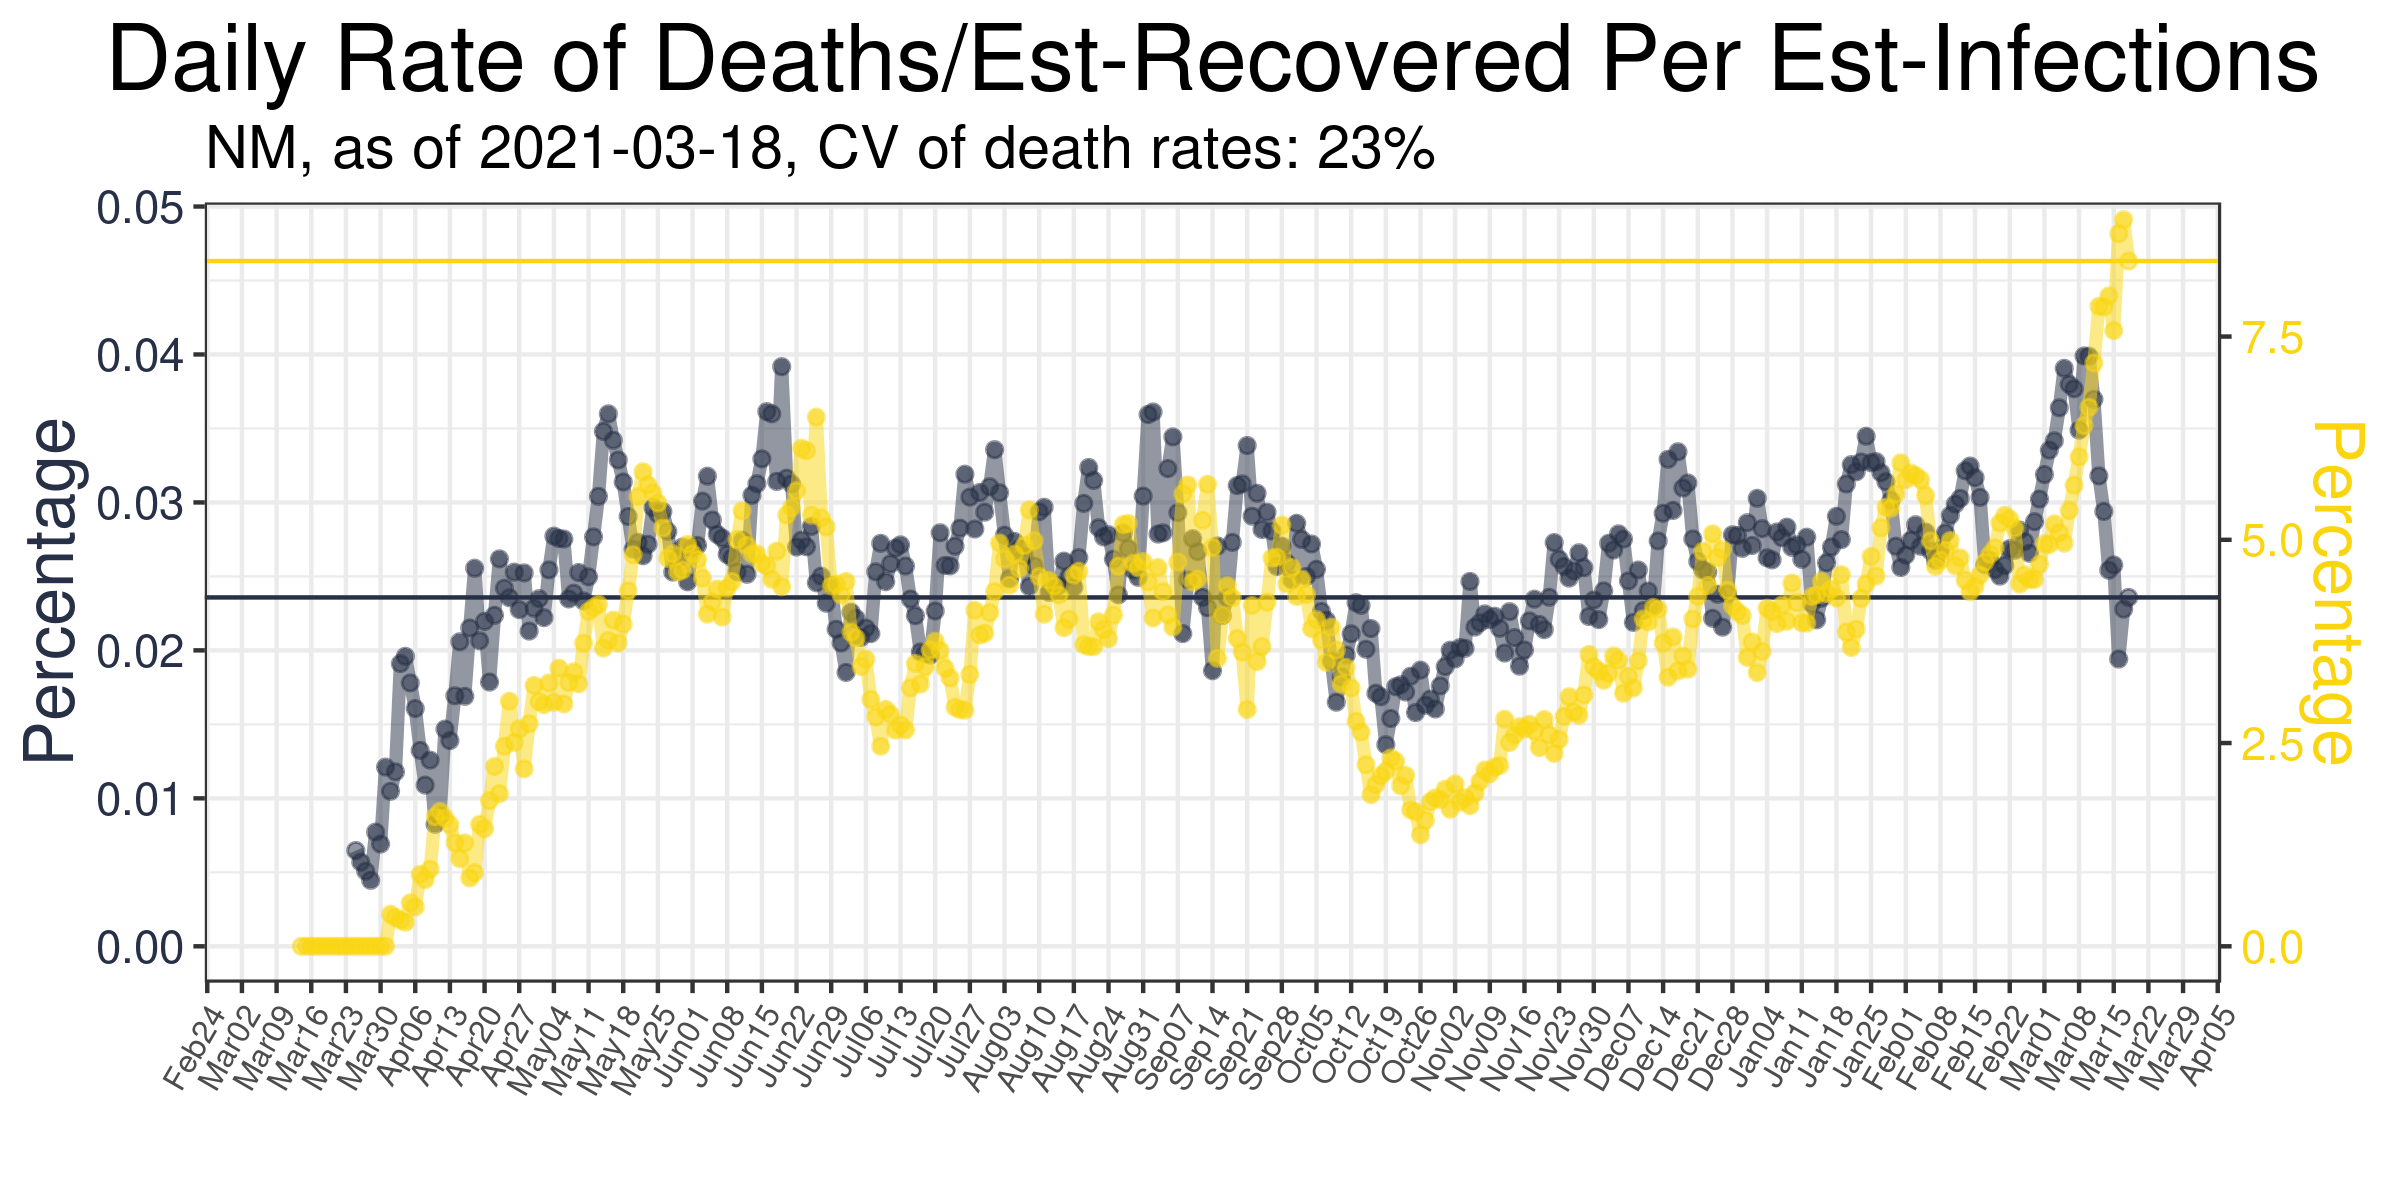 Daily Rate of Deaths/Est-Recovered Per Est-Infections
NM, as of 2021-03-18, CV of death rates: 23%
Percentage
0.05
0.04
0.03
0.02
0.01
0.00
7.5
5.0
2.5
0.0
Percentage
Feb24
Mar02
Mar09
Mar16
Mar23
Mar30
Apr06
Apr13
Apr20
Apr27
May04
May11
May18
May25
Jun01
Jun08
Jun15
Jun22
Jun29
Jul06
Jul13
Jul20
Jul27
Aug03
Aug10
Aug17
Aug24
Aug31
Sep07
Sep14
Sep21
Sep28
Oct05
Oct12
Oct19
Oct26
Nov02
Nov09
Nov16
Nov23
Nov30
Dec07
Dec14
Dec21
Dec28
Jan04
Jan11
Jan18
Jan25
Feb01
Feb08
Feb15
Feb22
Mar01
Mar08
Mar15
Mar22
Mar29
Apr05